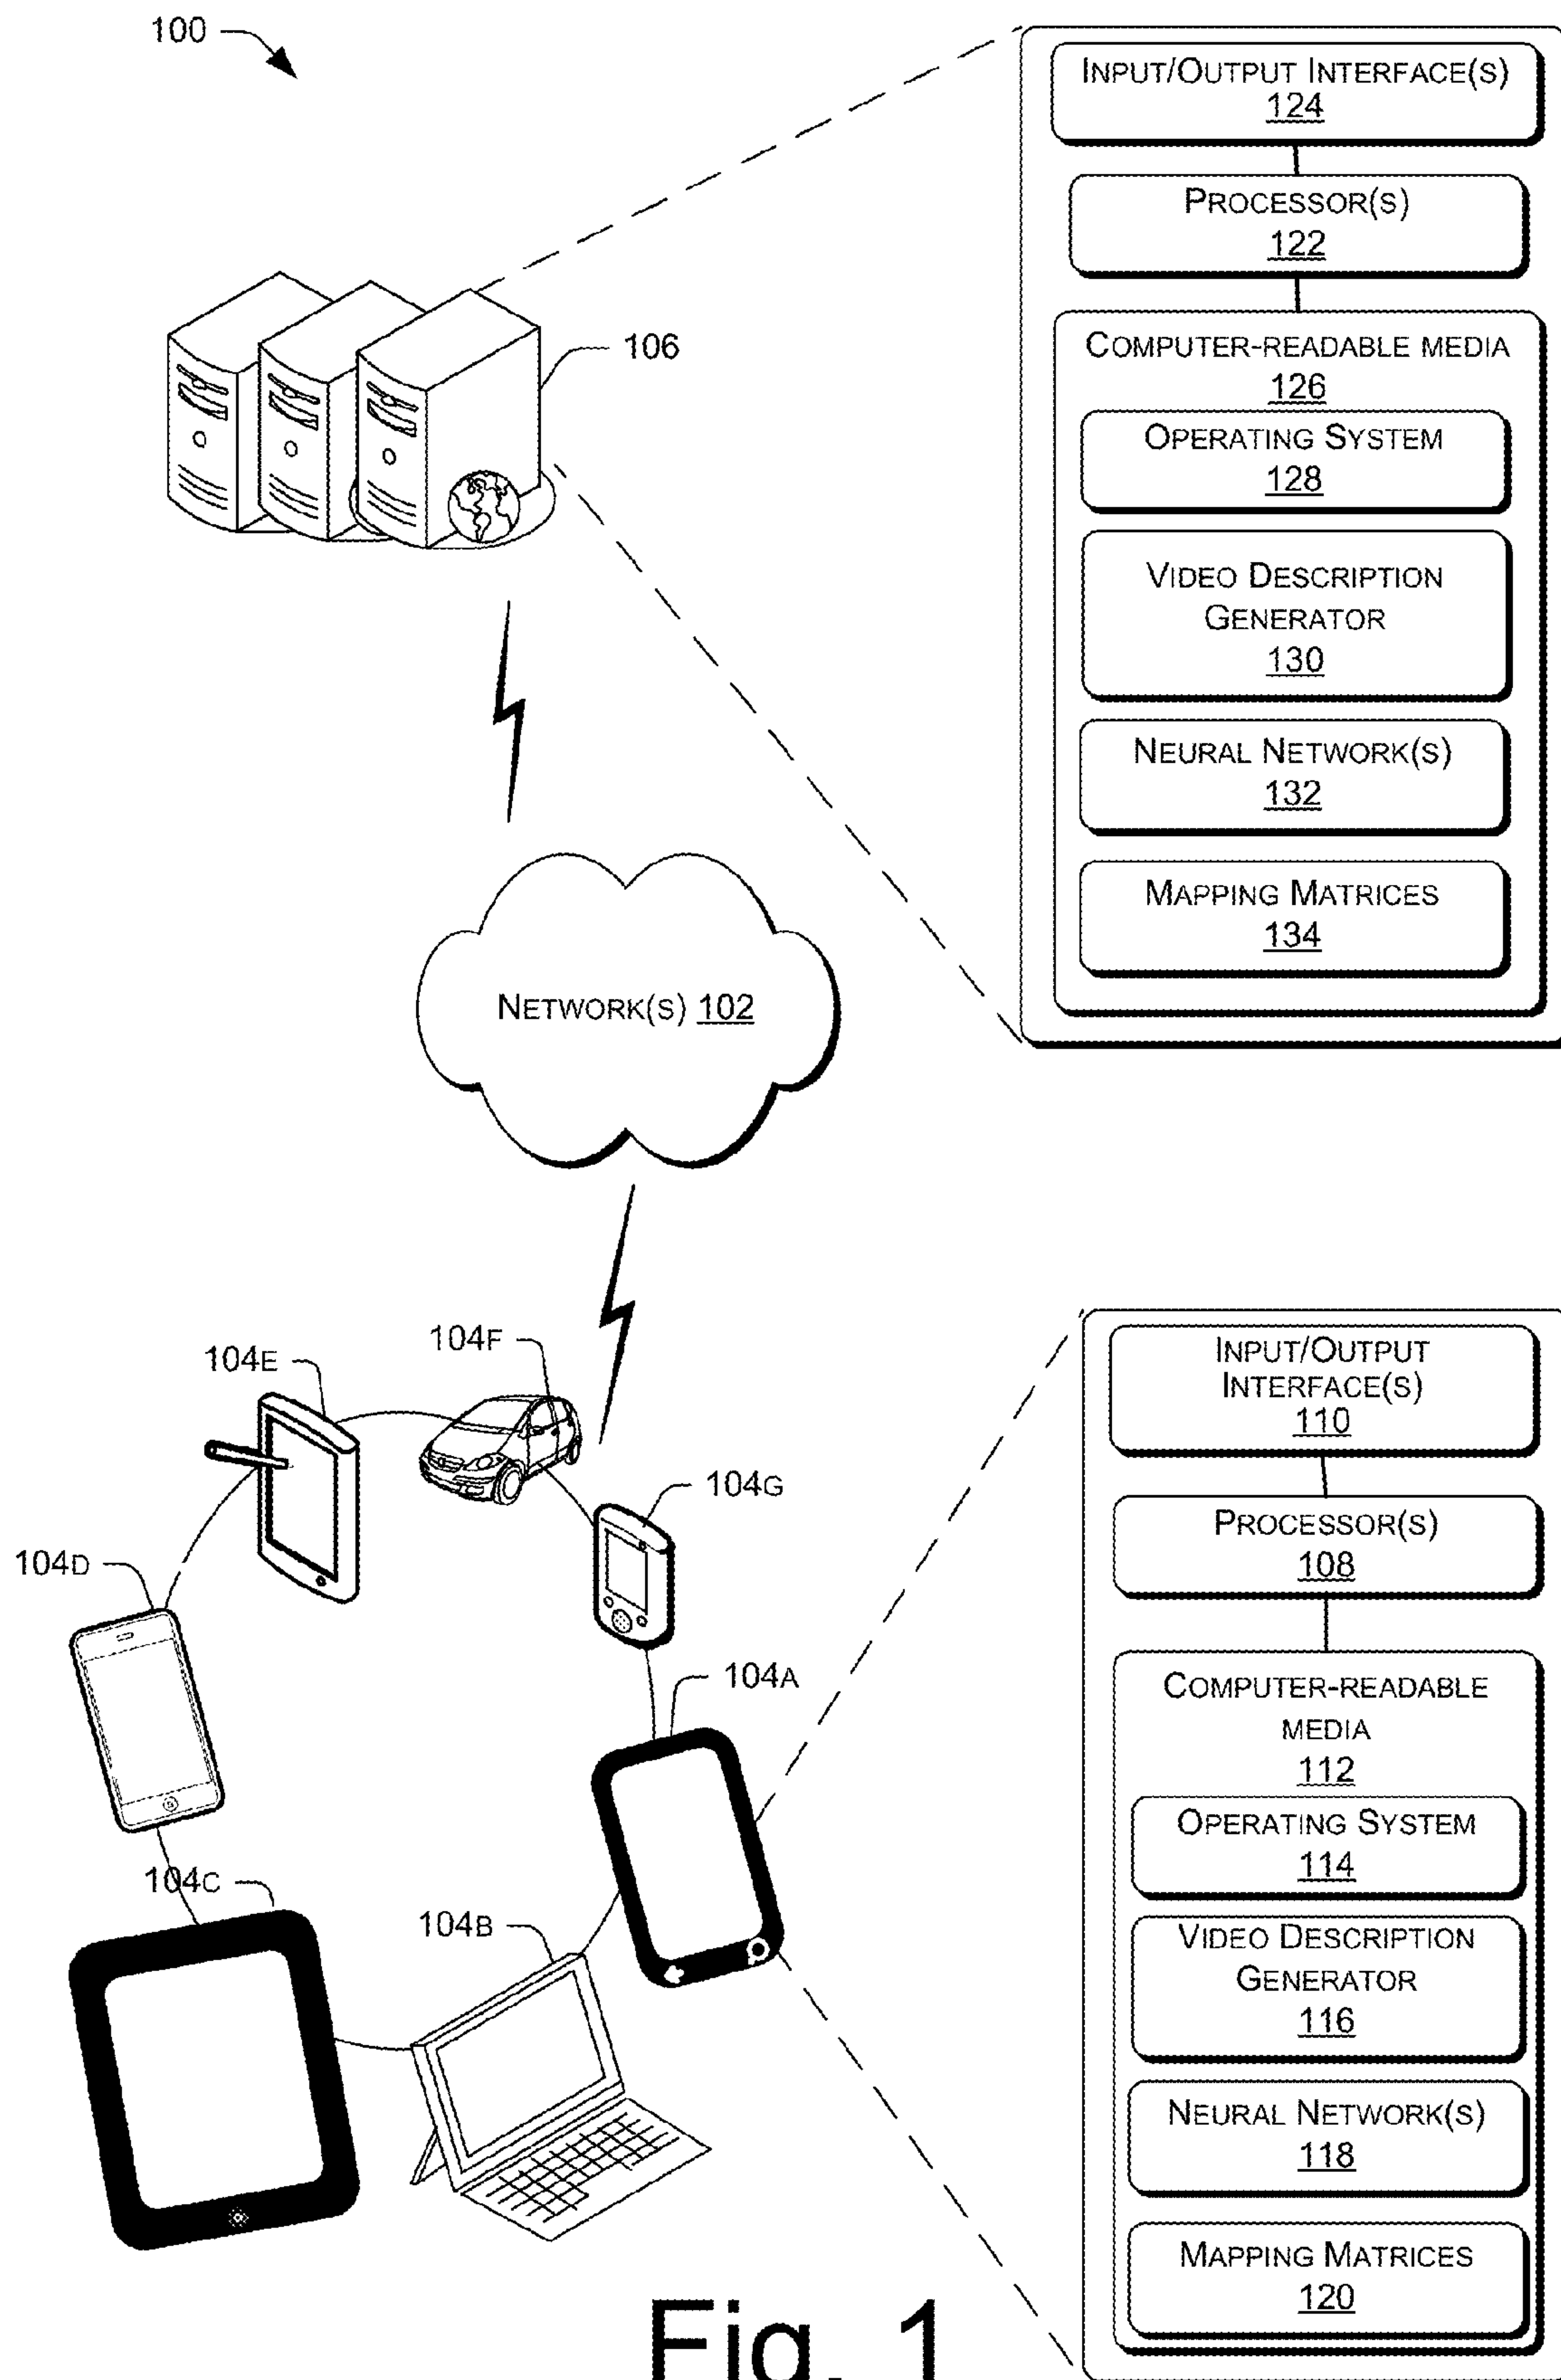 100
INPUT/OUTPUT INTERFACE(S)
124
PROCESSOR(S)
122
106
COMPUTER-READABLE MEDIA
126
OPERATING SYSTEM
128
VIDEO DESCRIPTION
GENERATOR
130
NEURAL NETWORK(S)
132
MAPPING MATRICES
134
NETWORK(S) 102
104F
104E
104G
104D
104A
104C
104B
INPUT/OUTPUT
INTERFACE(S)
110
PROCESSOR(S)
108
COMPUTER-READABLE
MEDIA
112
OPERATING SYSTEM
114
VIDEO DESCRIPTION
GENERATOR
116
NEURAL NETWORK(S)
118
MAPPING MATRICES
120
Fig. 1